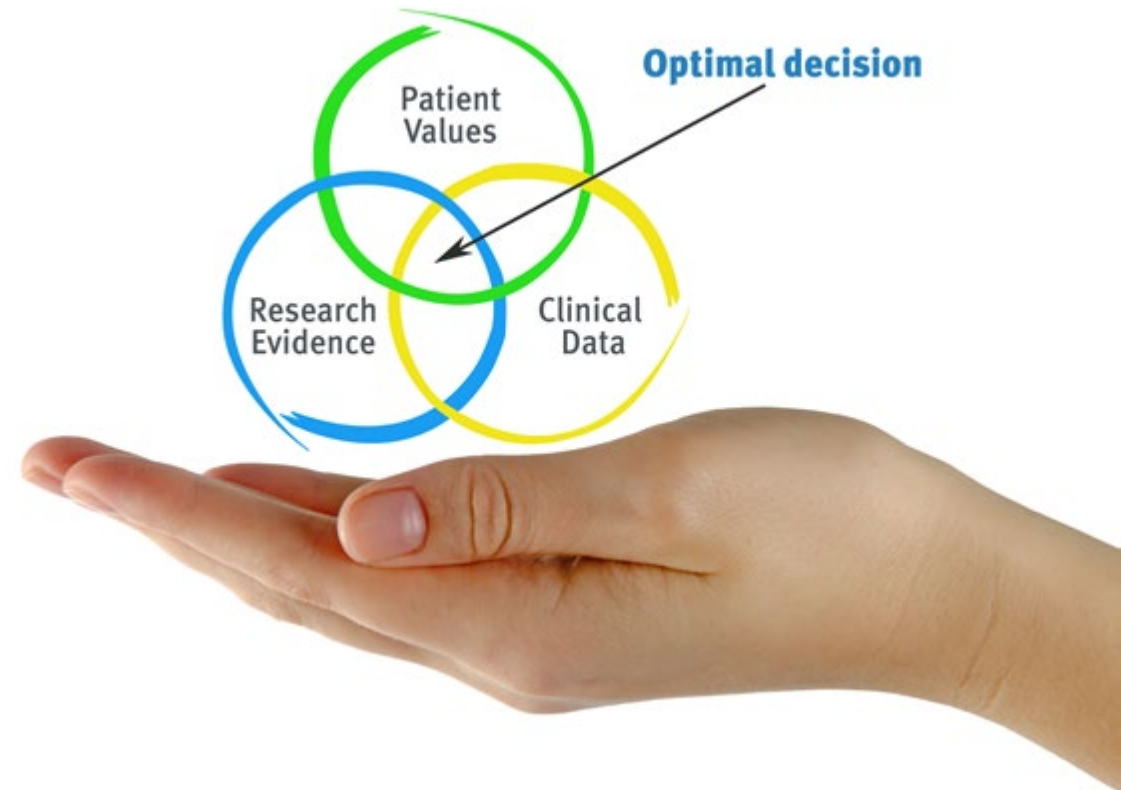 Optimal decision
Patient
Values
Research
Evidence
Clinical
Data